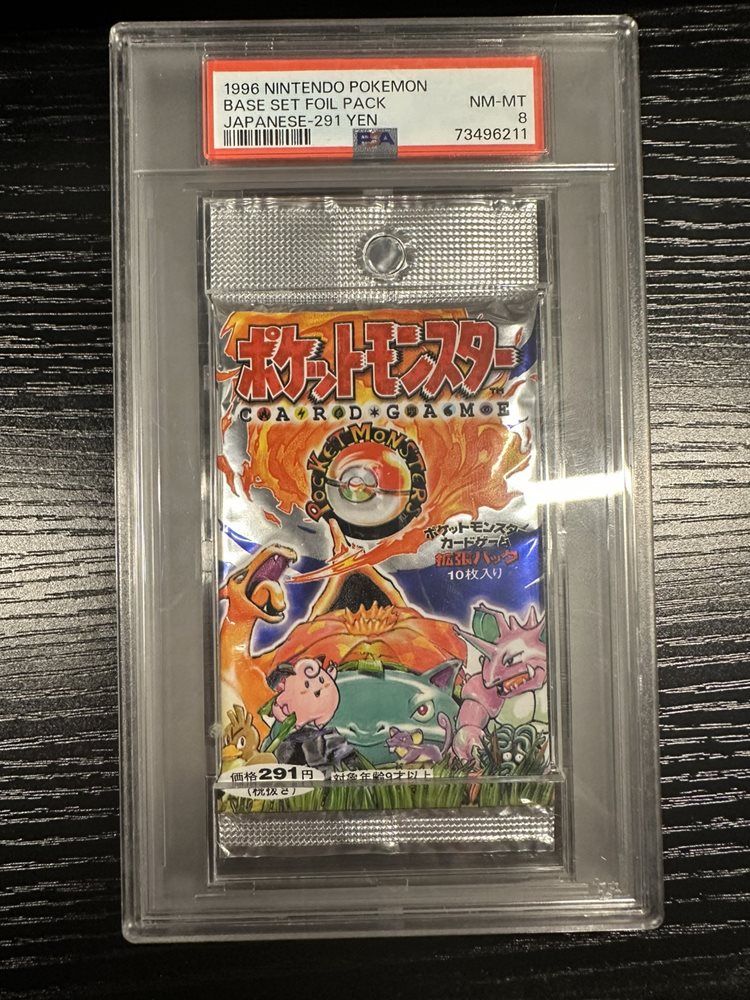 1996 NINTENDO POKEMON
BASE SET FOIL PACK NM-MT
JAPANESE-291 YEN 8
73496211
PSA
ポケットモンスター
TM
CARD GAME
POCKET MONSTERS
ポケットモンスター
カードゲーム
拡張パック
10枚入り
価格291円
(税抜き)
対象年齢9才以上